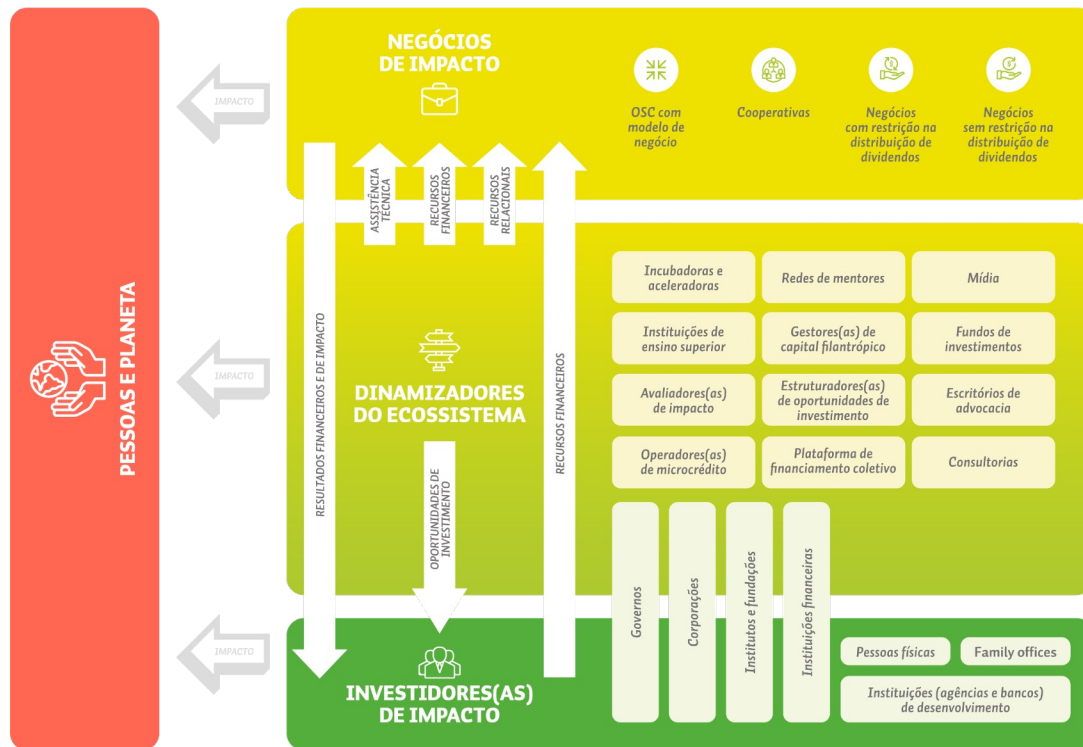 PESSOAS E PLANETA
IMPACTO
IMPACTO
IMPACTO
NEGÓCIOS
DE IMPACTO
OSC com
modelo de
negócio
Cooperativas
Negócios
com restrição na
distribuição de
dividendos
Negócios
sem restrição na
distribuição de
dividendos
RESULTADOS FINANCEIROS E DE IMPACTO
ASSISTÊNCIA
TÉCNICA
RECURSOS
FINANCEIROS
RECURSOS
RELACIONAIS
RECURSOS FINANCEIROS
DINAMIZADORES
DO ECOSSISTEMA
OPORTUNIDADES DE
INVESTIMENTO
Incubadoras e
aceleradoras
Redes de mentores
Mídia
Instituições de
ensino superior
Gestores(as) de
capital filantrópico
Fundos de
investimentos
Avaliadores(as)
de impacto
Estruturadores(as)
de oportunidades de
investimento
Escritórios de
advocacia
Operadores(as)
de microcrédito
Plataforma de
financiamento coletivo
Consultorias
Governos
Corporações
Institutos e fundações
Instituições financeiras
INVESTIDORES(AS)
DE IMPACTO
Pessoas físicas
Family offices
Instituições (agências e bancos)
de desenvolvimento